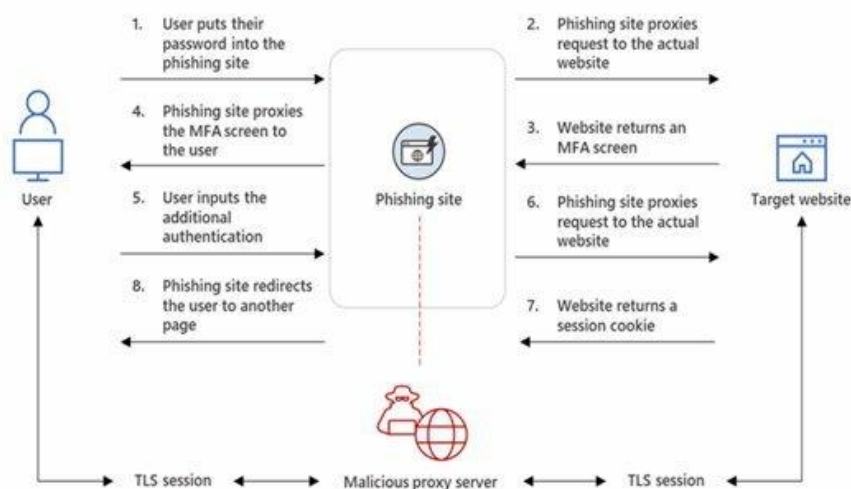 1. User puts their
password into the
phishing site
2. Phishing site proxies
request to the actual
website
4. Phishing site proxies
the MFA screen to
the user
3. Website returns an
MFA screen
User
Phishing site
Target website
5. User inputs the
additional
authentication
6. Phishing site proxies
request to the actual
website
8. Phishing site redirects
the user to another
page
7. Website returns a
session cookie
TLS session
Malicious proxy server
TLS session